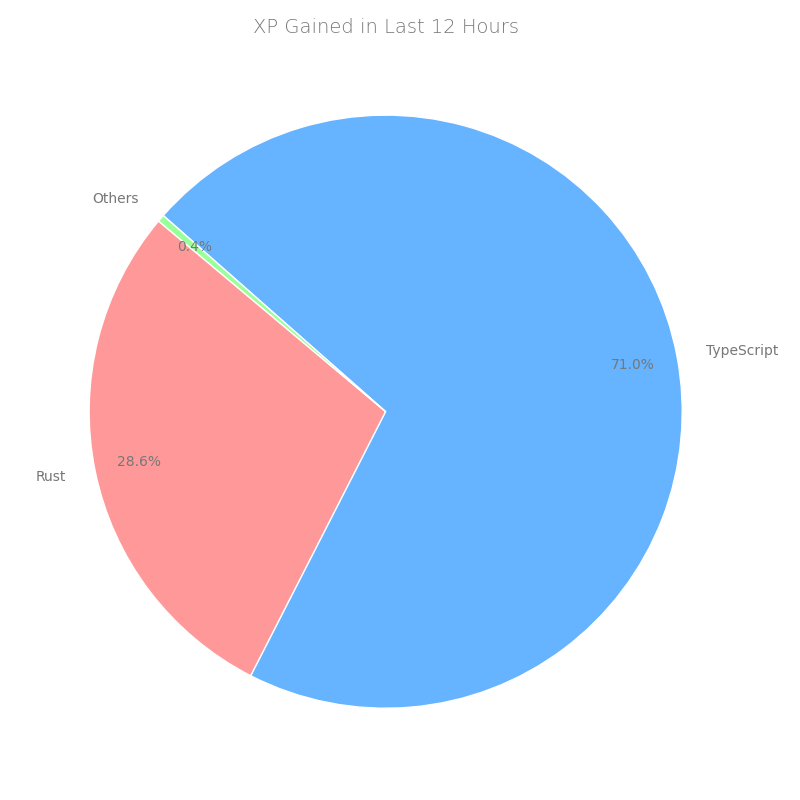 XP Gained in Last 12 Hours
Others
0.4%
TypeScript
71.0%
28.6%
Rust